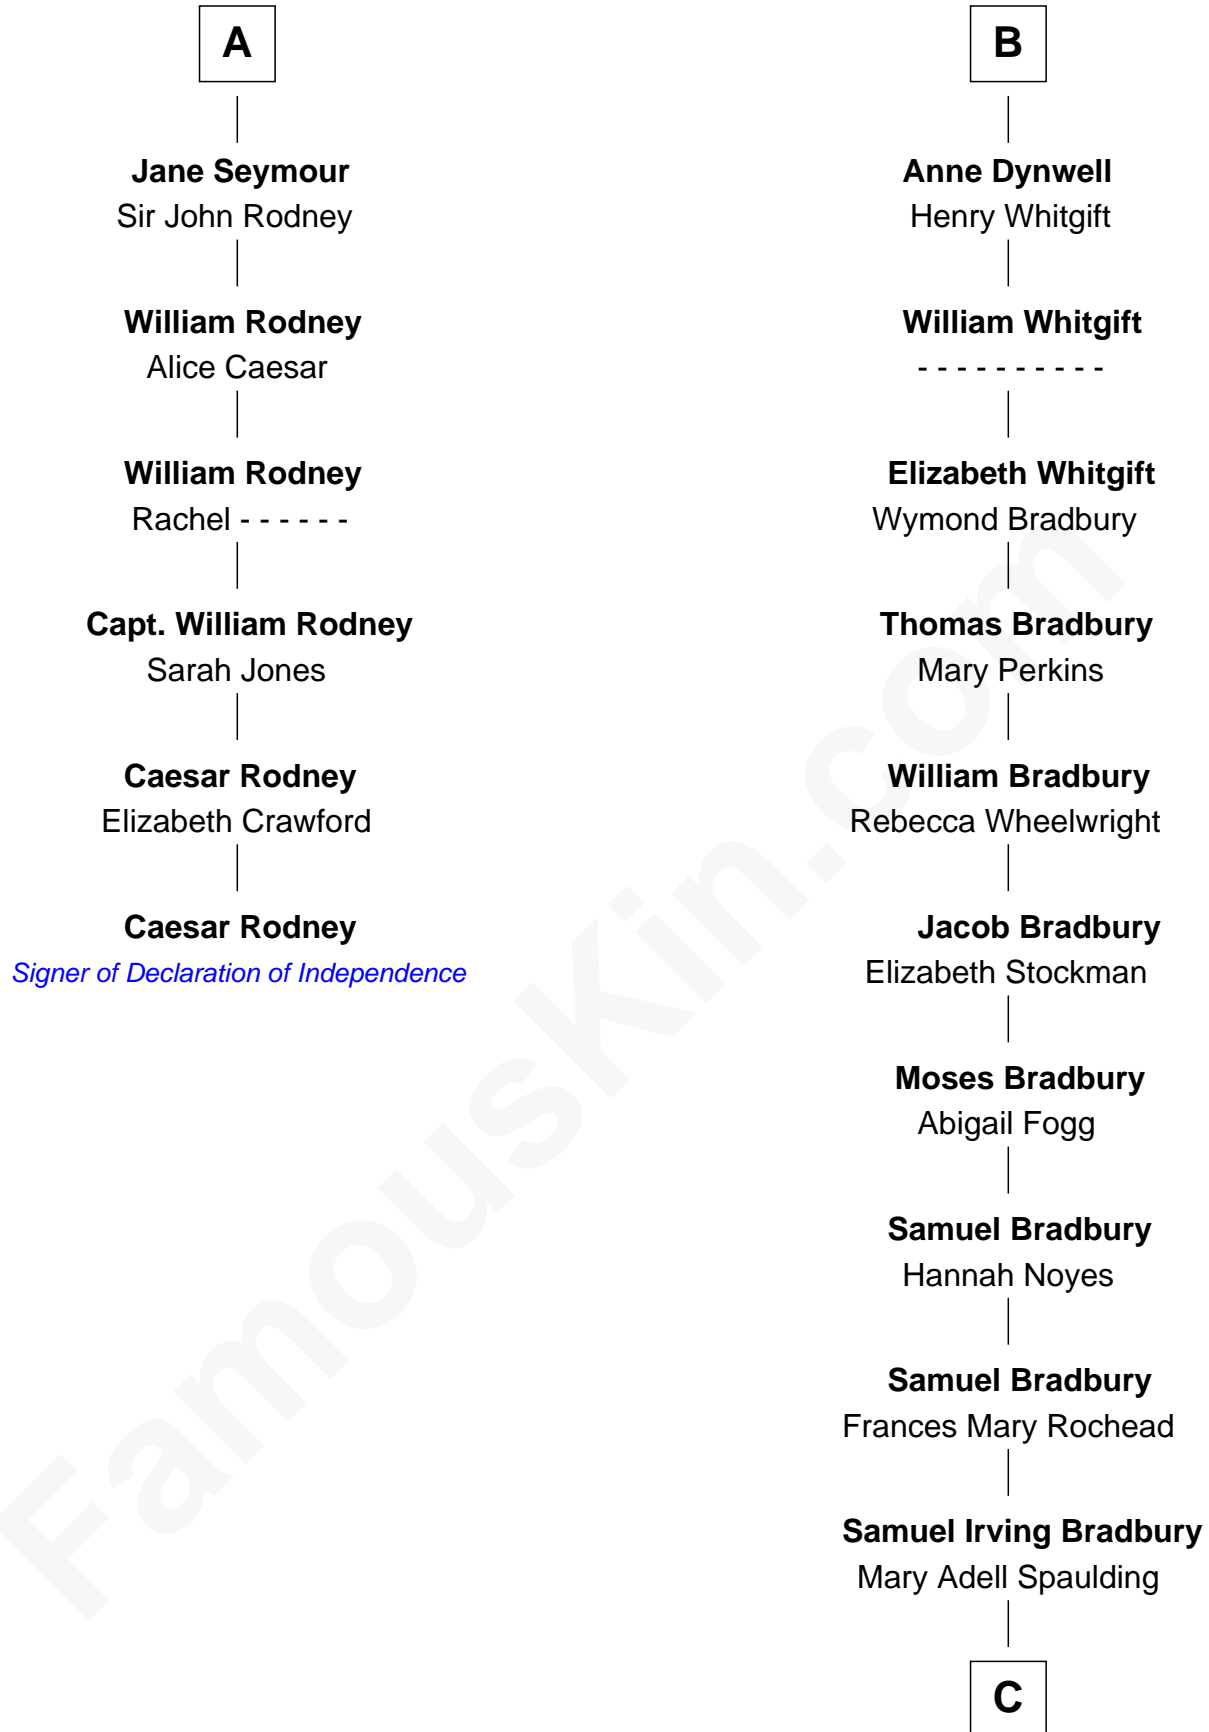 A
Jane Seymour
Sir John Rodney
William Rodney
Alice Caesar
William Rodney
Rachel - - - - - -
Capt. William Rodney
Sarah Jones
Caesar Rodney
Elizabeth Crawford
Caesar Rodney
Signer of Declaration of Independence
B
Anne Dynwell
Henry Whitgift
William Whitgift
- - - - - - - - - -
Elizabeth Whitgift
Wymond Bradbury
Thomas Bradbury
Mary Perkins
William Bradbury
Rebecca Wheelwright
Jacob Bradbury
Elizabeth Stockman
Moses Bradbury
Abigail Fogg
Samuel Bradbury
Hannah Noyes
Samuel Bradbury
Frances Mary Rochead
Samuel Irving Bradbury
Mary Adell Spaulding
C
FamousKin.com